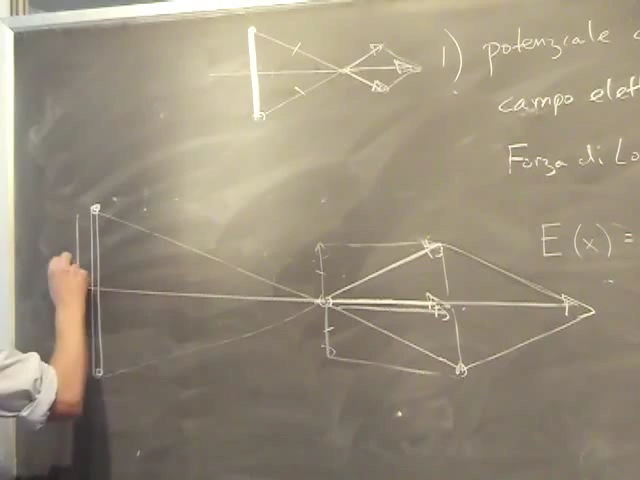 1) potenziale
campo elet
Forza di Lo
E(x) =